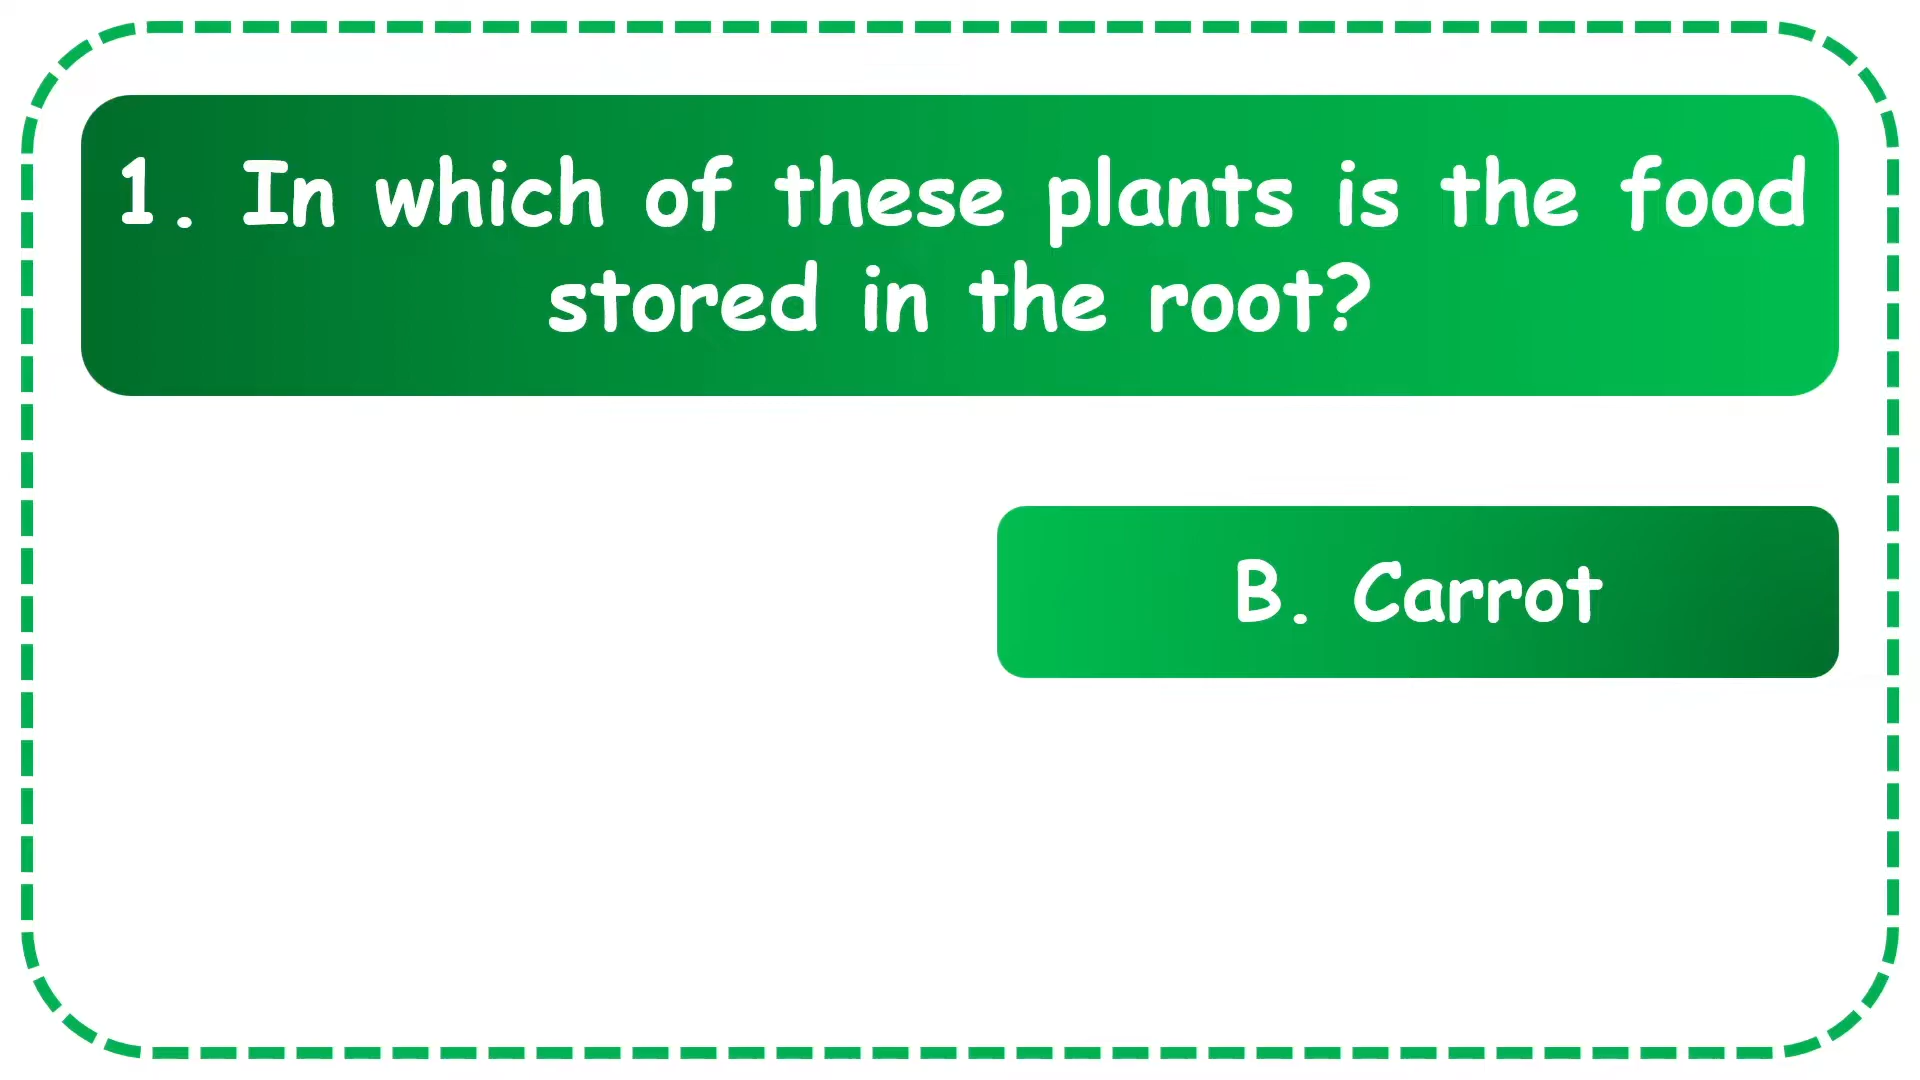 1. In which of these plants is the food
stored in the root?
B. Carrot